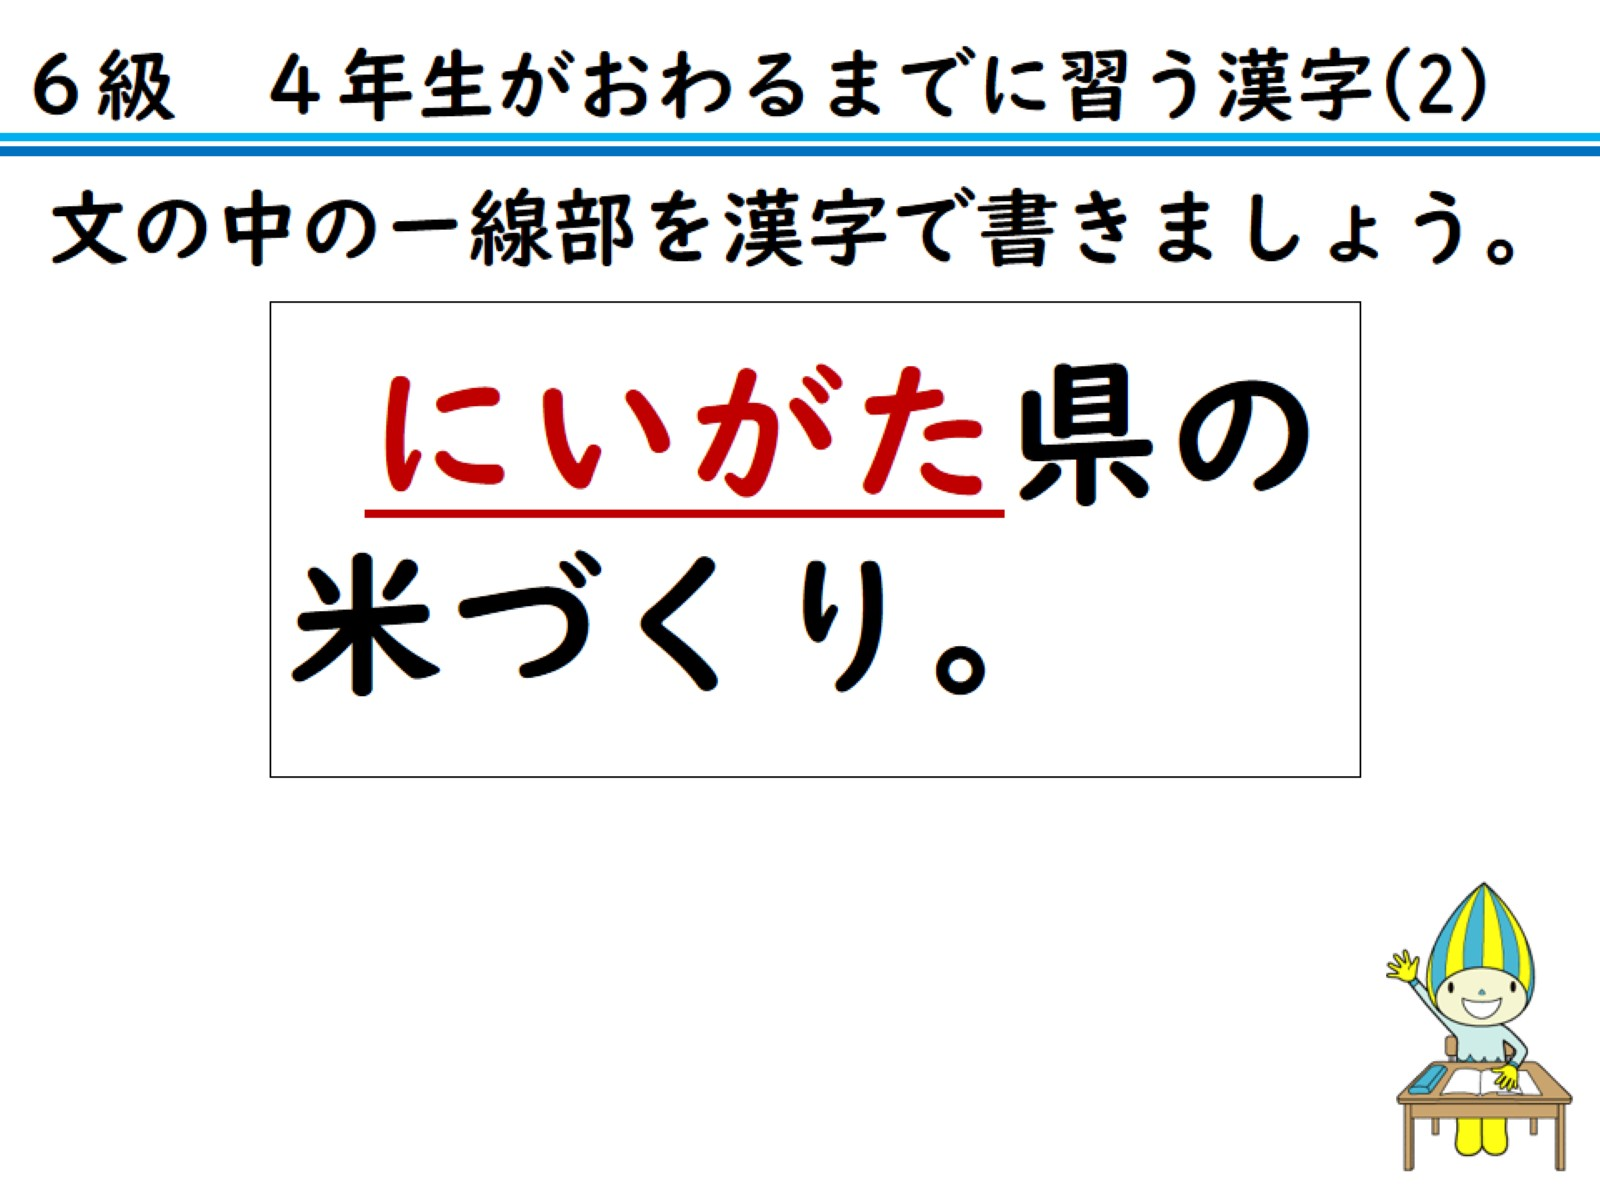 ６級　４年生がおわるまでに習う漢字(2)
文の中の一線部を漢字で書きましょう。
にいがた県の
米づくり。